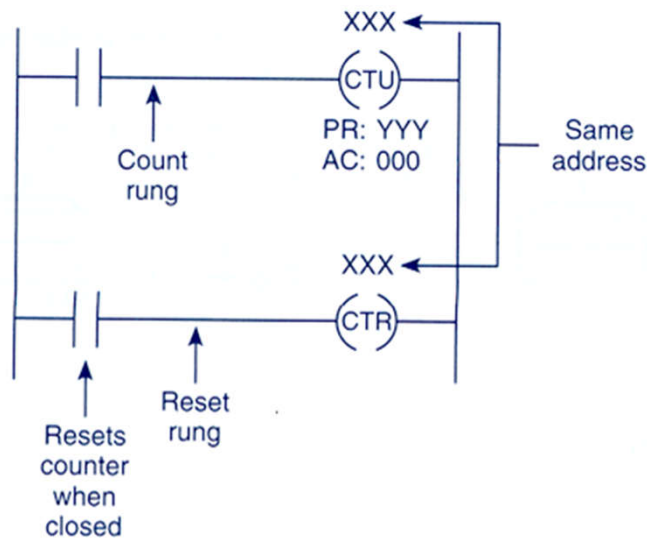 XXX
CTU
PR: YYY
AC: 000
Count
rung
Same
address
XXX
CTR
Reset
rung
Resets
counter
when
closed